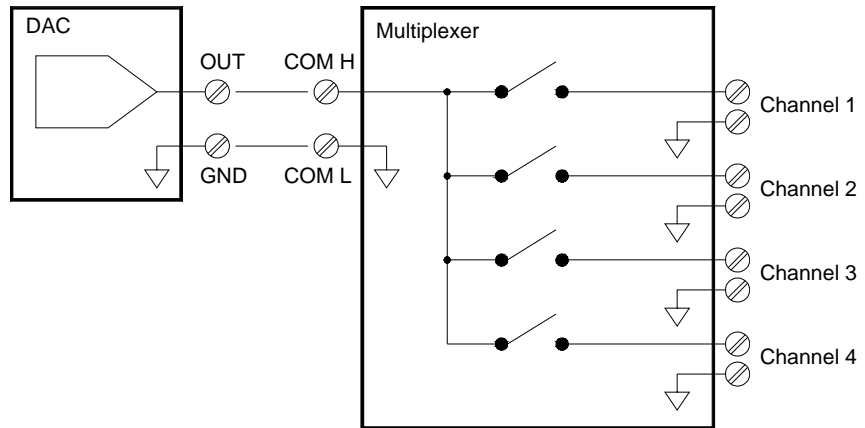 DAC
Multiplexer
OUT
COM H
GND
COM L
Channel 1
Channel 2
Channel 3
Channel 4